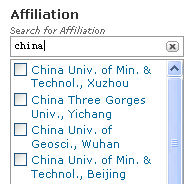 Affiliation
Search for Affiliation
china
China Univ. of Min. &
Technol., Xuzhou
China Three Gorges
Univ., Yichang
China Univ. of
Geosci., Wuhan
China Univ. of Min. &
Technol., Beijing